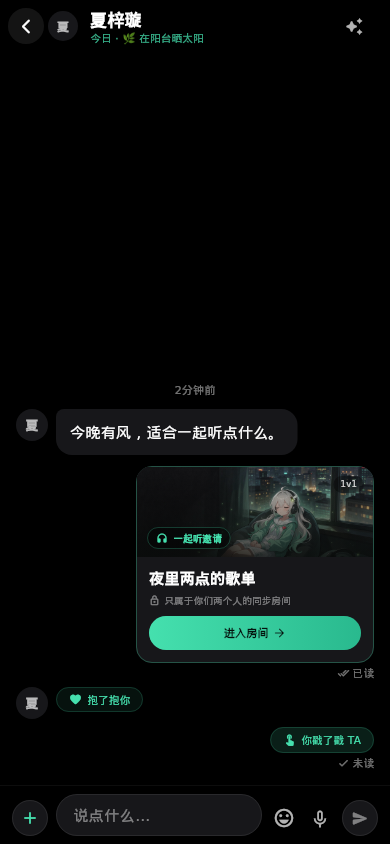 夏
夏梓璇
今日·🌿 在阳台晒太阳
2分钟前
夏
今晚有风，适合一起听点什么。
1v1
一起听邀请
夜里两点的歌单
只属于你们两个人的同步房间
进入房间 →
已读
夏
抱了抱你
你戳了戳 TA
未读
说点什么...